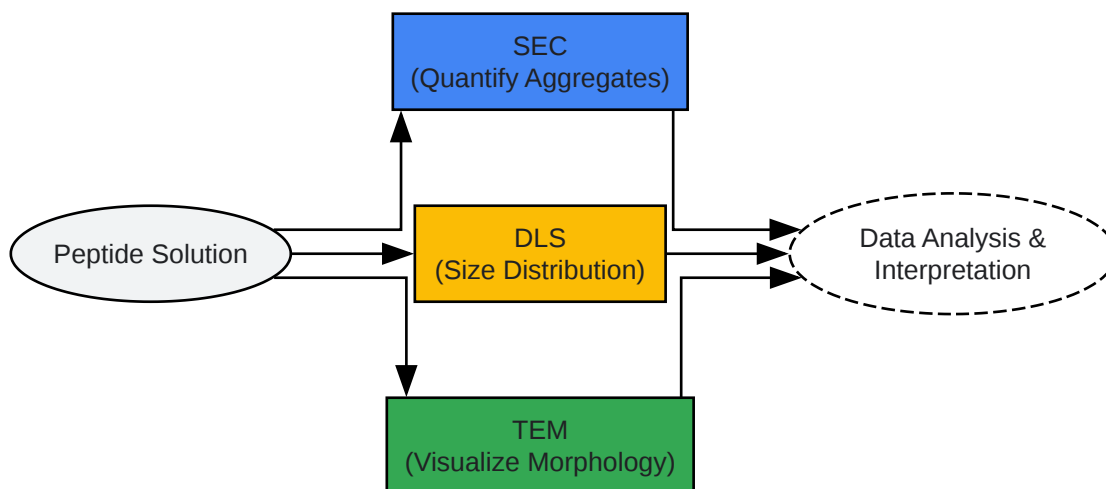 SEC
(Quantify Aggregates)
Peptide Solution
DLS
(Size Distribution)
Data Analysis &
Interpretation
TEM
(Visualize Morphology)